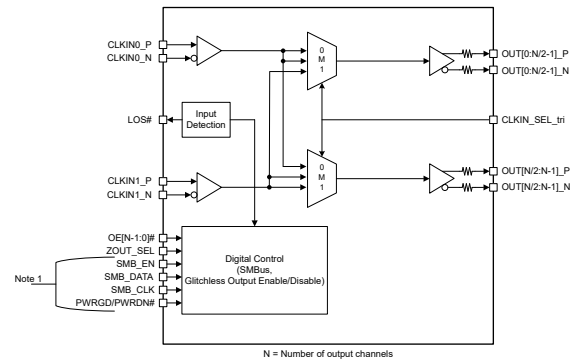 CLKIN0_P
CLKIN0_N
0
M
1
OUT[0:N/2-1]_P
OUT[0:N/2-1]_N
LOS#
Input
Detection
CLKIN_SEL_tri
CLKIN1_P
CLKIN1_N
0
M
1
OUT[N/2:N-1]_P
OUT[N/2:N-1]_N
OE[N-1:0]#
ZOUT_SEL
SMB_EN
SMB_DATA
SMB_CLK
PWRGD/PWRDN#
Note 1
Digital Control
(SMBus,
Glitchless Output Enable/Disable)
N = Number of output channels